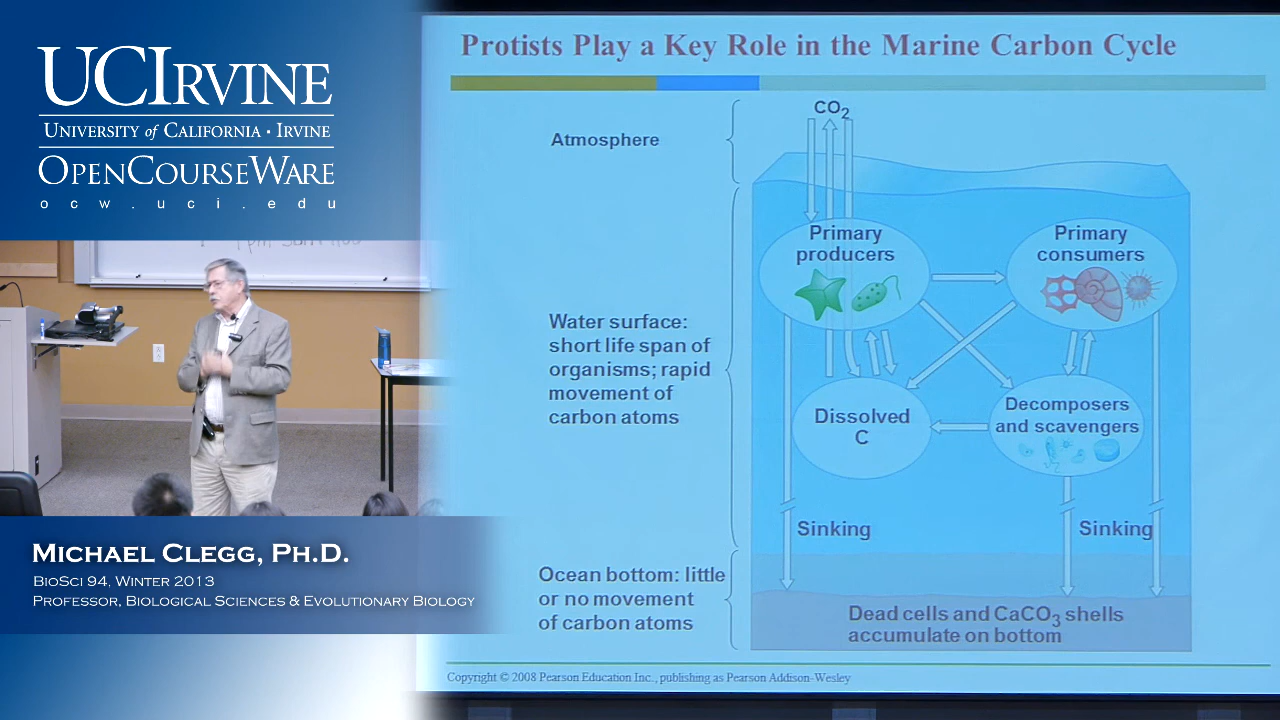 UCIRVINE
UNIVERSITY of CALIFORNIA • IRVINE
OPENCOURSEWARE
ocw.uci.edu
MICHAEL CLEGG, PH.D.
BIOSCI 94, WINTER 2013
PROFESSOR, BIOLOGICAL SCIENCES & EVOLUTIONARY BIOLOGY
Protists Play a Key Role in the Marine Carbon Cycle
CO2
Atmosphere
Primary
producers
Primary
consumers
Water surface:
short life span of
organisms; rapid
movement of
carbon atoms
Dissolved
C
Decomposers
and scavengers
Sinking
Sinking
Ocean bottom: little
or no movement
of carbon atoms
Dead cells and CaCO3 shells
accumulate on bottom
Copyright © 2008 Pearson Education Inc., publishing as Pearson Addison-Wesley